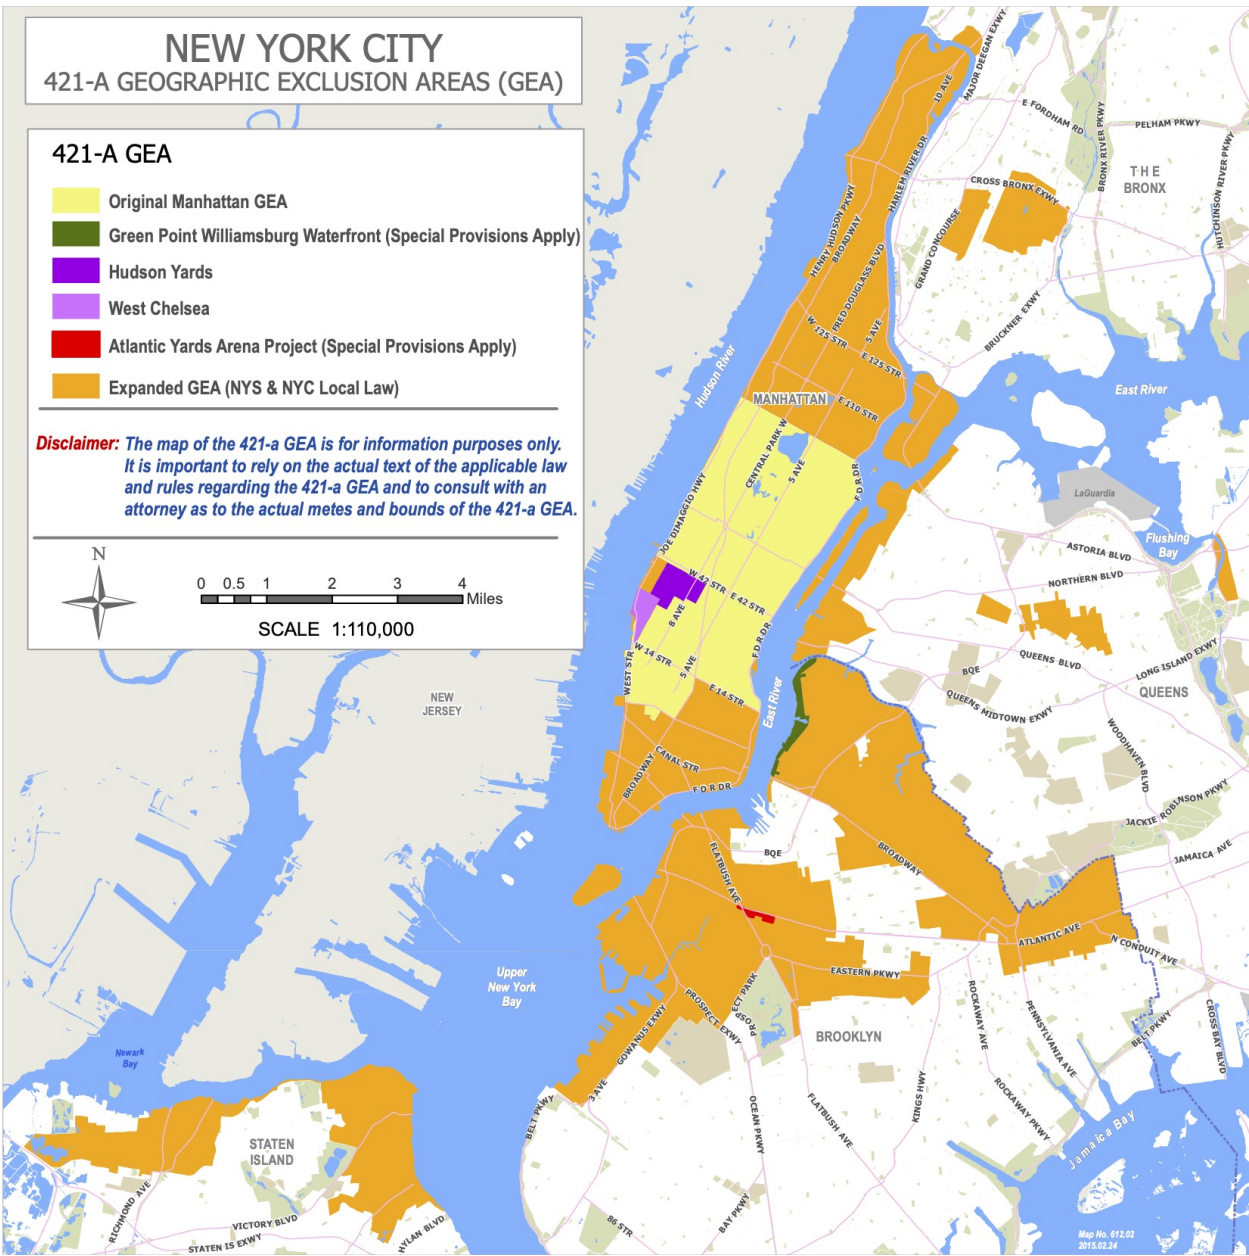 NEW YORK CITY
421-A GEOGRAPHIC EXCLUSION AREAS (GEA)
421-A GEA
Original Manhattan GEA
Green Point Williamsburg Waterfront (Special Provisions Apply)
Hudson Yards
West Chelsea
Atlantic Yards Arena Project (Special Provisions Apply)
Expanded GEA (NYS & NYC Local Law)
Disclaimer: The map of the 421-a GEA is for information purposes only.
It is important to rely on the actual text of the applicable law
and rules regarding the 421-a GEA and to consult with an
attorney as to the actual metes and bounds of the 421-a GEA.
N
0 0.5 1 2 3 4
Miles
SCALE 1:110,000
MAJOR DEEGAN EXWY
10 AVE
E FORDHAM RD
BRONX RIVER PKWY
PELHAM PKWY
HUTCHINSON RIVER PKWY
THE
BRONX
HARLEM RIVER DR
CROSS BRONX EXWY
GRAND CONCOURSE
HENRY HUDSON PKWY
BROADWAY
FRED DOUGLASS BLVD
5 AVE
W 125 STR
E 125 STR
BRUCKNER EXWY
Hudson River
East River
MANHATTAN
E 110 STR
CENTRAL PARK W
5 AVE
F D R DR
JOE DIMAGGIO HWY
LaGuardia
Flushing
Bay
ASTORIA BLVD
NORTHERN BLVD
W 42 STR
E 42 STR
8 AVE
F D R DR
W 14 STR
5 AVE
E 14 STR
WEST STR
East River
QUEENS BLVD
BQE
LONG ISLAND EXWY
QUEENS
QUEENS MIDTOWN EXWY
WOODHAVEN BLVD
NEW
JERSEY
CANAL STR
BROADWAY
F D R DR
JACKIE ROBINSON PKWY
JAMAICA AVE
BQE
FLATBUSH AVE
BROADWAY
ATLANTIC AVE
N CONDUIT AVE
EASTERN PKWY
Upper
New York
Bay
PROSPECT PARK
PROSPECT EXWY
GOWANUS EXWY
3 AVE
BROOKLYN
ROCKAWAY AVE
PENNSYLVANIA AVE
BELT PKWY
CROSS BAY BLVD
Newark
Bay
BELT PKWY
OCEAN PKWY
FLATBUSH AVE
KINGS HWY
ROCKAWAY PKWY
Jamaica Bay
STATEN
ISLAND
RICHMOND AVE
VICTORY BLVD
STATEN IS EXWY
HYLAN BLVD
86 STR
BAY PKWY
Map No. 612.02
2015.02.24